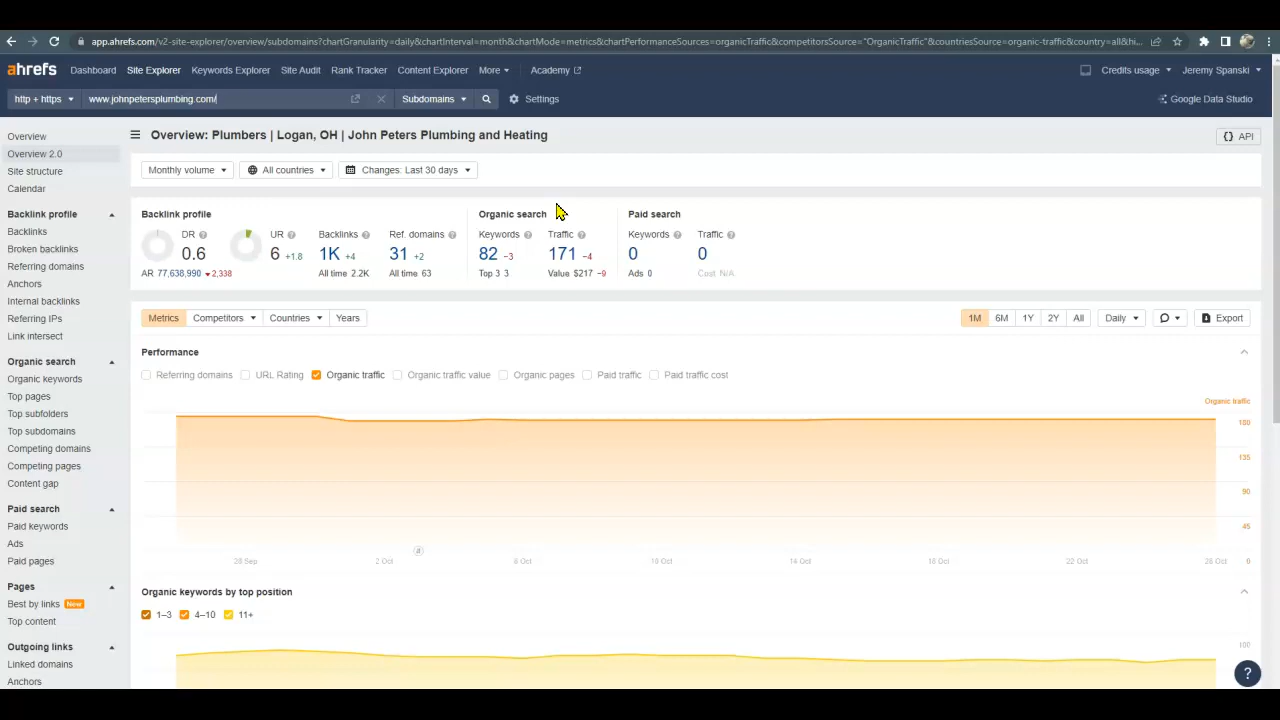 app.ahrefs.com/v2-site-explorer/overview/subdomains?chartGranularity=daily&chartInterval=month&chartMode=metrics&chartPerformanceSources=organicTraffic&competitorsSource="OrganicTraffic"&countriesSource=organic-traffic&country=all&hi...
ahrefs Dashboard Site Explorer Keywords Explorer Site Audit Rank Tracker Content Explorer More Academy Credits usage Jeremy Spanski
http + https www.johnpetersplumbing.com/ Subdomains Settings Google Data Studio
Overview
Overview 2.0
Site structure
Calendar
Backlink profile
Backlinks
Broken backlinks
Referring domains
Anchors
Internal backlinks
Referring IPs
Link intersect
Organic search
Organic keywords
Top pages
Top subfolders
Top subdomains
Competing domains
Competing pages
Content gap
Paid search
Paid keywords
Ads
Paid pages
Pages
Best by links New
Top content
Outgoing links
Linked domains
Anchors
Overview: Plumbers | Logan, OH | John Peters Plumbing and Heating
{} API
Monthly volume All countries Changes: Last 30 days
Backlink profile Organic search Paid search
DR ? UR ? Backlinks ? Ref. domains ? Keywords ? Traffic ? Keywords ? Traffic ?
0.6 6 +1.8 1K +4 31 +2 82 −3 171 −4 0 0
AR 77,638,990 2,338 All time 2.2K All time 63 Top 3 3 Value $217 −9 Ads 0 Cost N/A
Metrics Competitors Countries Years 1M 6M 1Y 2Y All Daily Export
Performance
Referring domains URL Rating Organic traffic Organic traffic value Organic pages Paid traffic Paid traffic cost
Organic traffic
180
135
90
45
0
2 Oct 14 Oct 22 Oct
Organic keywords by top position
1–3 4–10 11+
100
?